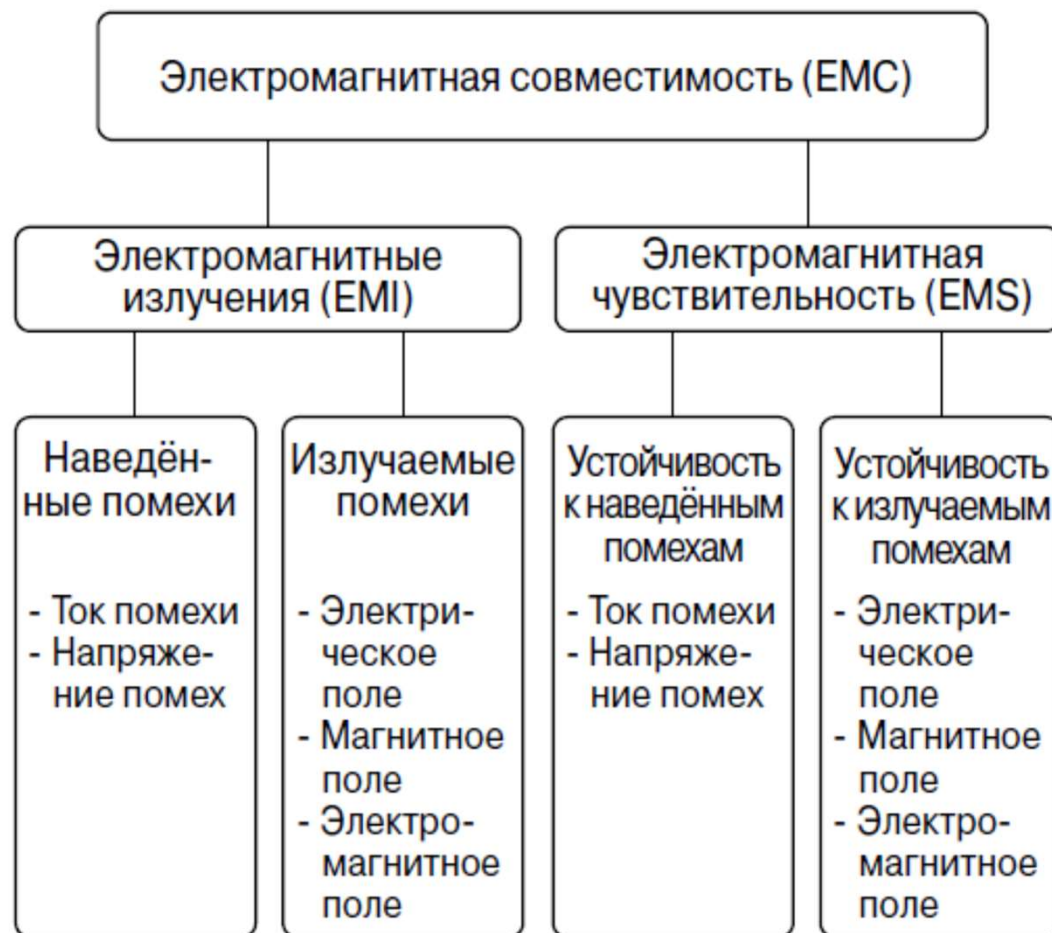 Электромагнитная совместимость (EMC)
Электромагнитные
излучения (EMI)
Электромагнитная
чувствительность (EMS)
Наведён-
ные помехи
- Ток помехи
- Напряже-
ние помех
Излучаемые
помехи
- Электри-
ческое
поле
- Магнитное
поле
- Электро-
магнитное
поле
Устойчивость
к наведённым
помехам
- Ток помехи
- Напряже-
ние помех
Устойчивость
к излучаемым
помехам
- Электри-
ческое
поле
- Магнитное
поле
- Электро-
магнитное
поле